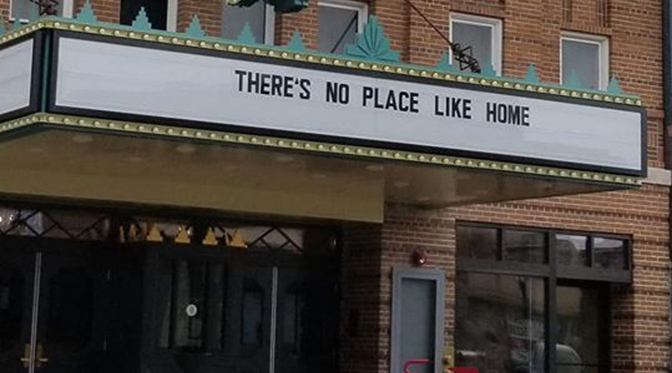 THERE'S NO PLACE LIKE HOME